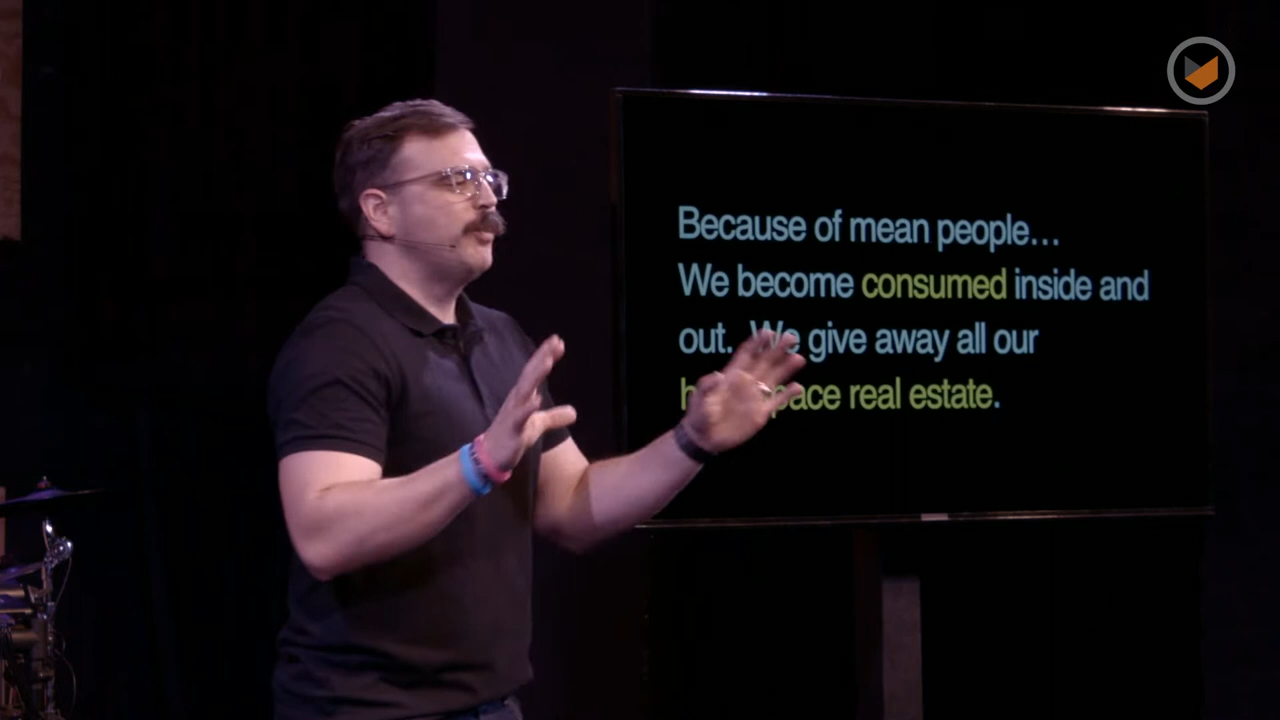 Because of mean people…
We become consumed inside and
out. We give away all our
real estate.